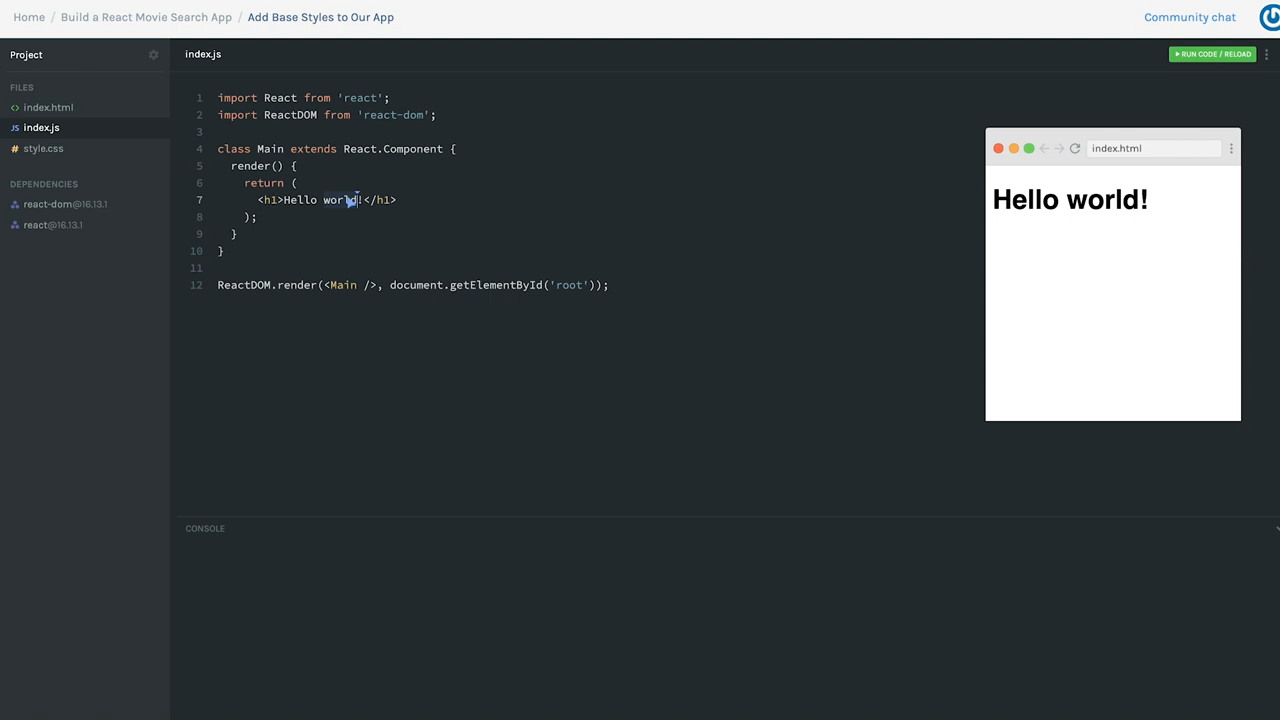 Home / Build a React Movie Search App / Add Base Styles to Our App
Community chat
Project
FILES
<> index.html
JS index.js
# style.css
DEPENDENCIES
react-dom@16.13.1
react@16.13.1
index.js
RUN CODE / RELOAD
1 import React from 'react';
2 import ReactDOM from 'react-dom';
3
4 class Main extends React.Component {
5 render() {
6 return (
7 <h1>Hello world!</h1>
8 );
9 }
10 }
11
12 ReactDOM.render(<Main />, document.getElementById('root'));
index.html
Hello world!
CONSOLE